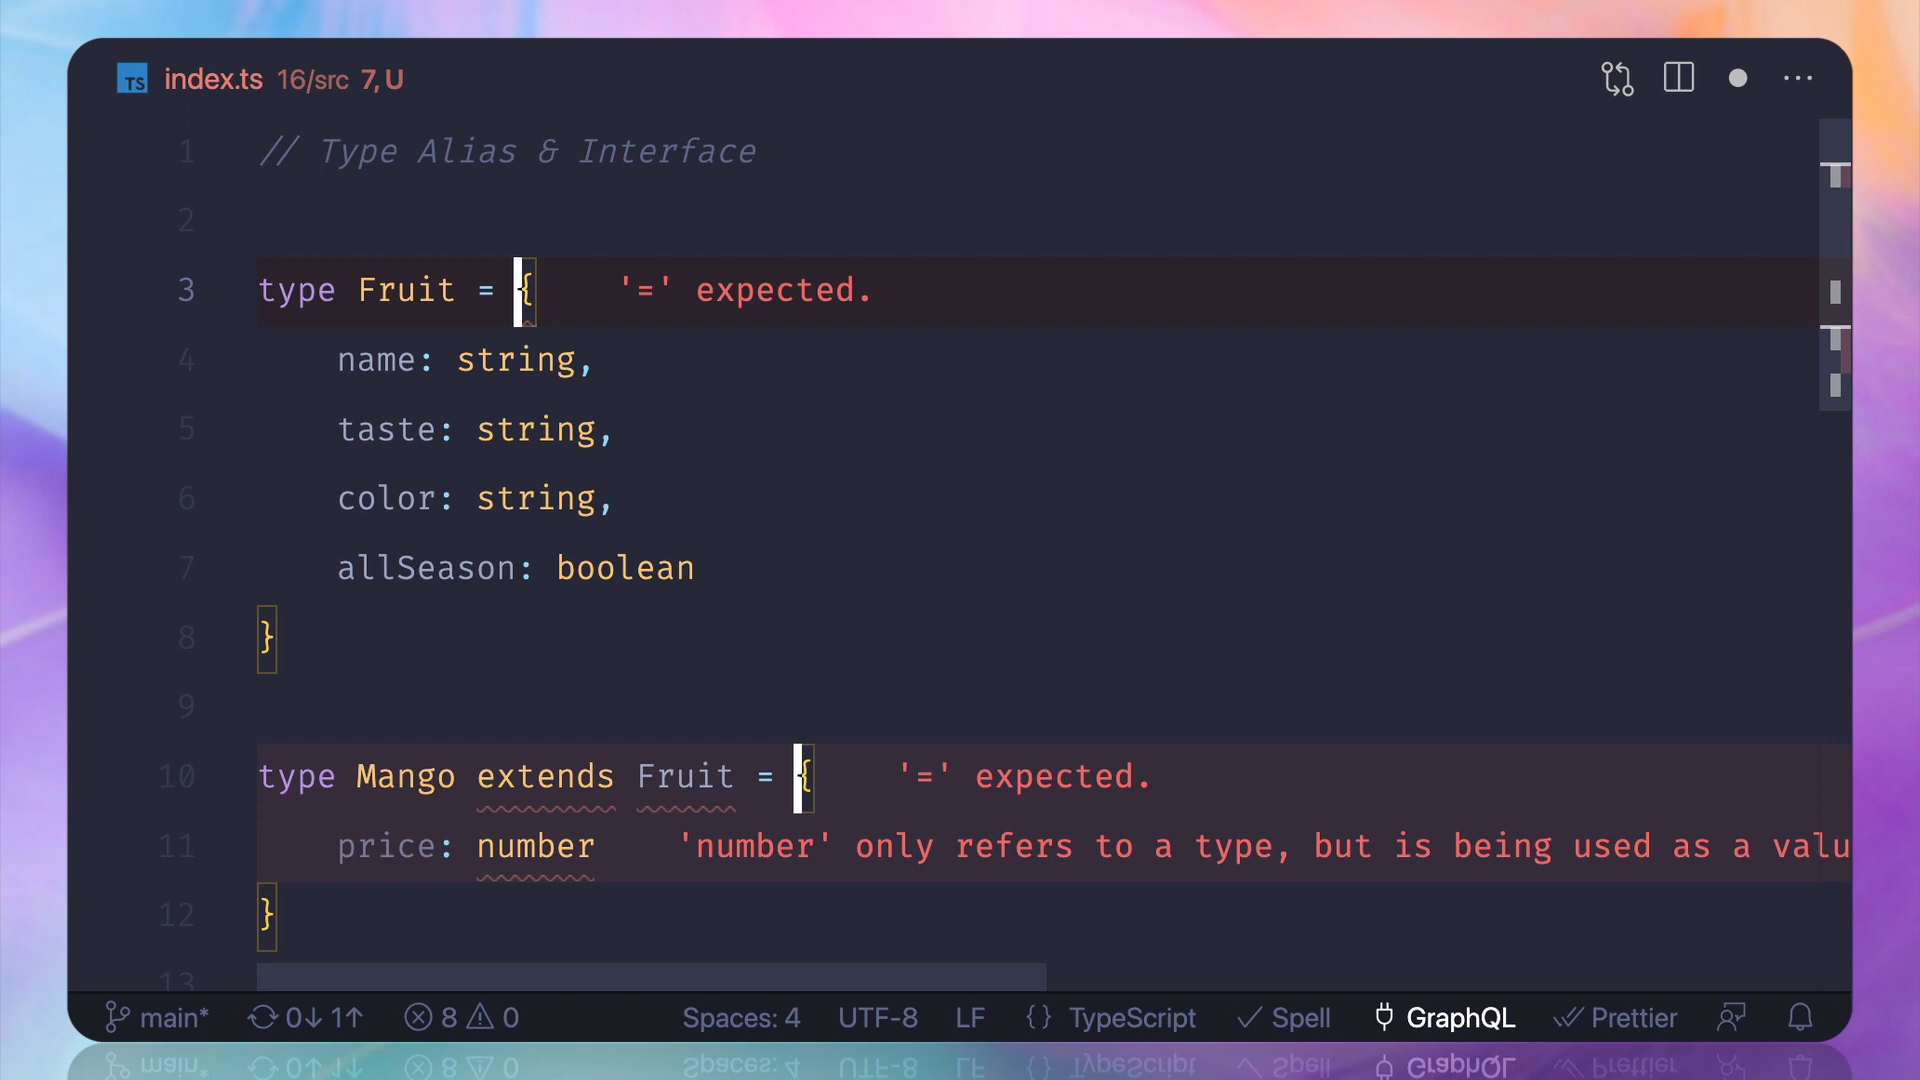 TS index.ts 16/src 7, U
1 // Type Alias & Interface
2
3 type Fruit = { '=' expected.
4 name: string,
5 taste: string,
6 color: string,
7 allSeason: boolean
8 }
9
10 type Mango extends Fruit = { '=' expected.
11 price: number 'number' only refers to a type, but is being used as a valu
12 }
13
main* 0↓ 1↑ 8 0 Spaces: 4 UTF-8 LF {} TypeScript Spell GraphQL Prettier